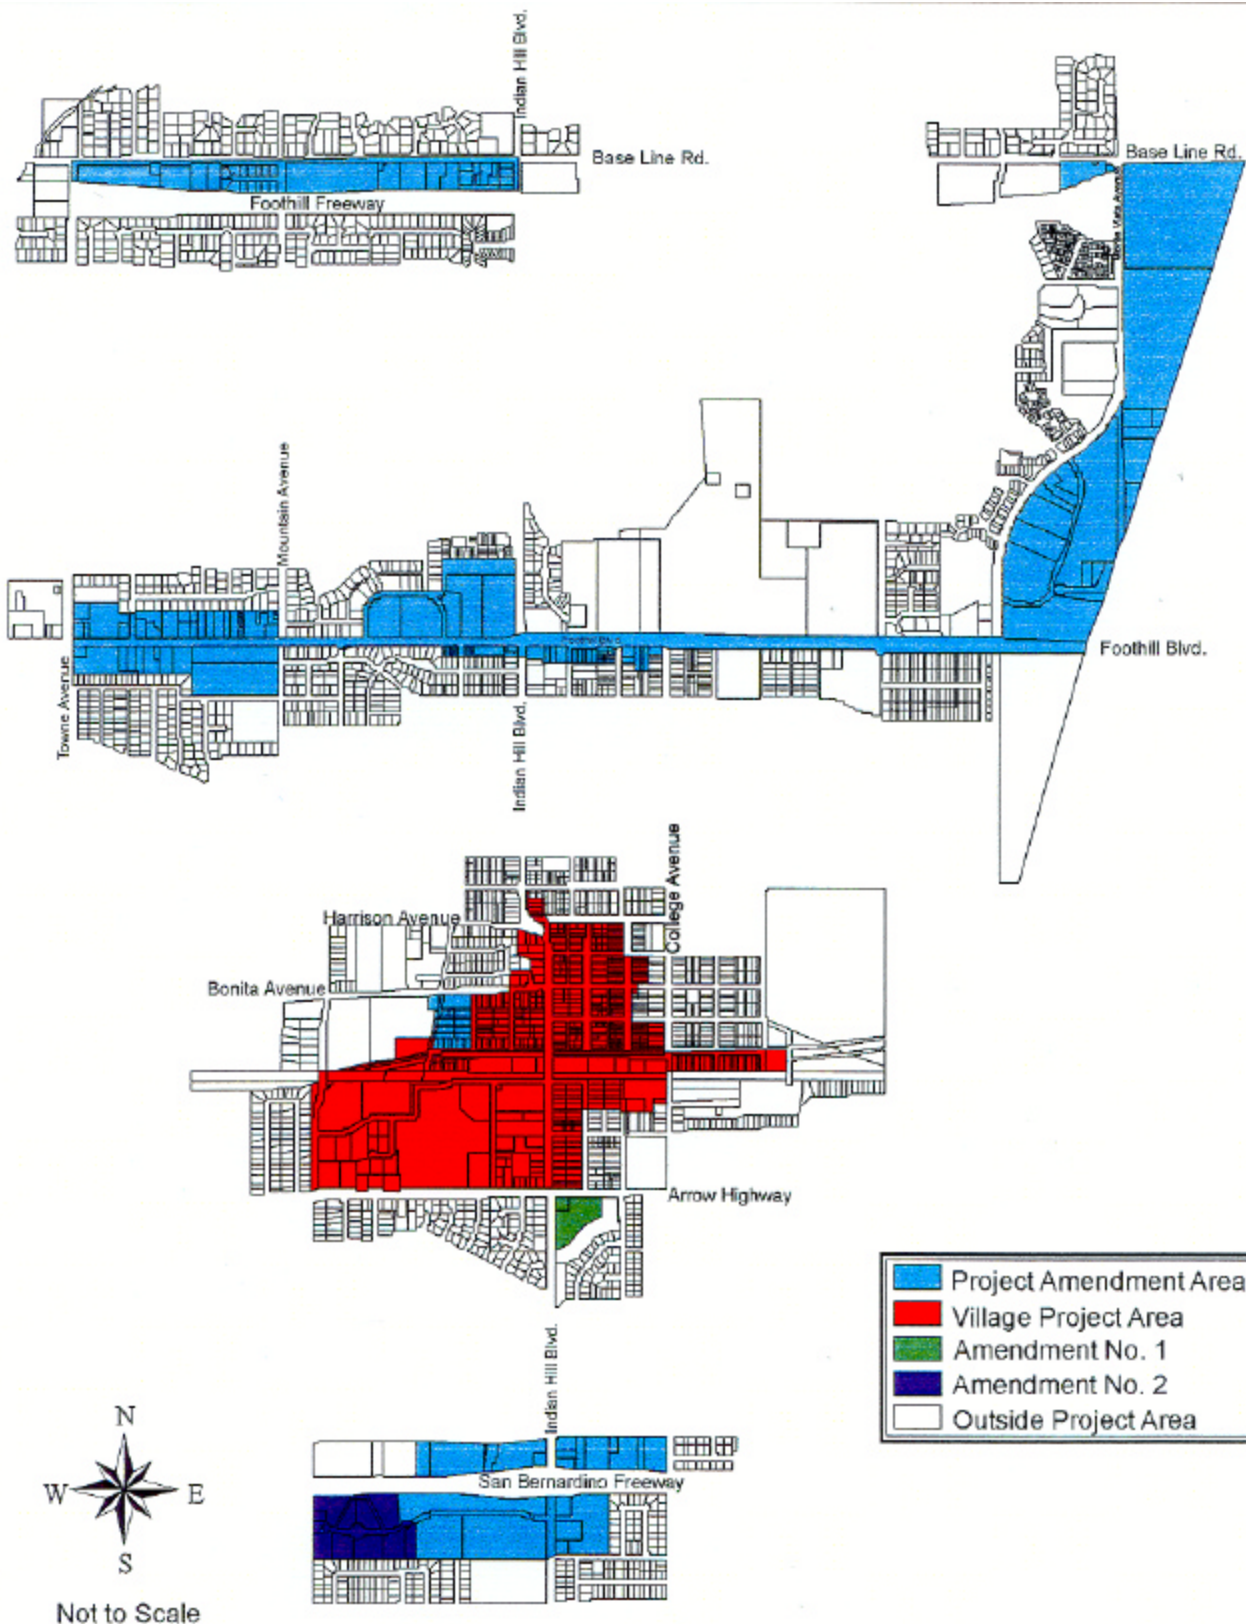 Indian Hill Blvd.
Base Line Rd.
Base Line Rd.
Foothill Freeway
Mountain Avenue
Foothill Blvd.
Foothill Blvd.
Towne Avenue
Indian Hill Blvd.
College Avenue
Harrison Avenue
Bonita Avenue
Arrow Highway
Project Amendment Area
Village Project Area
Amendment No. 1
Amendment No. 2
Outside Project Area
Indian Hill Blvd.
San Bernardino Freeway
N
W
E
S
Not to Scale